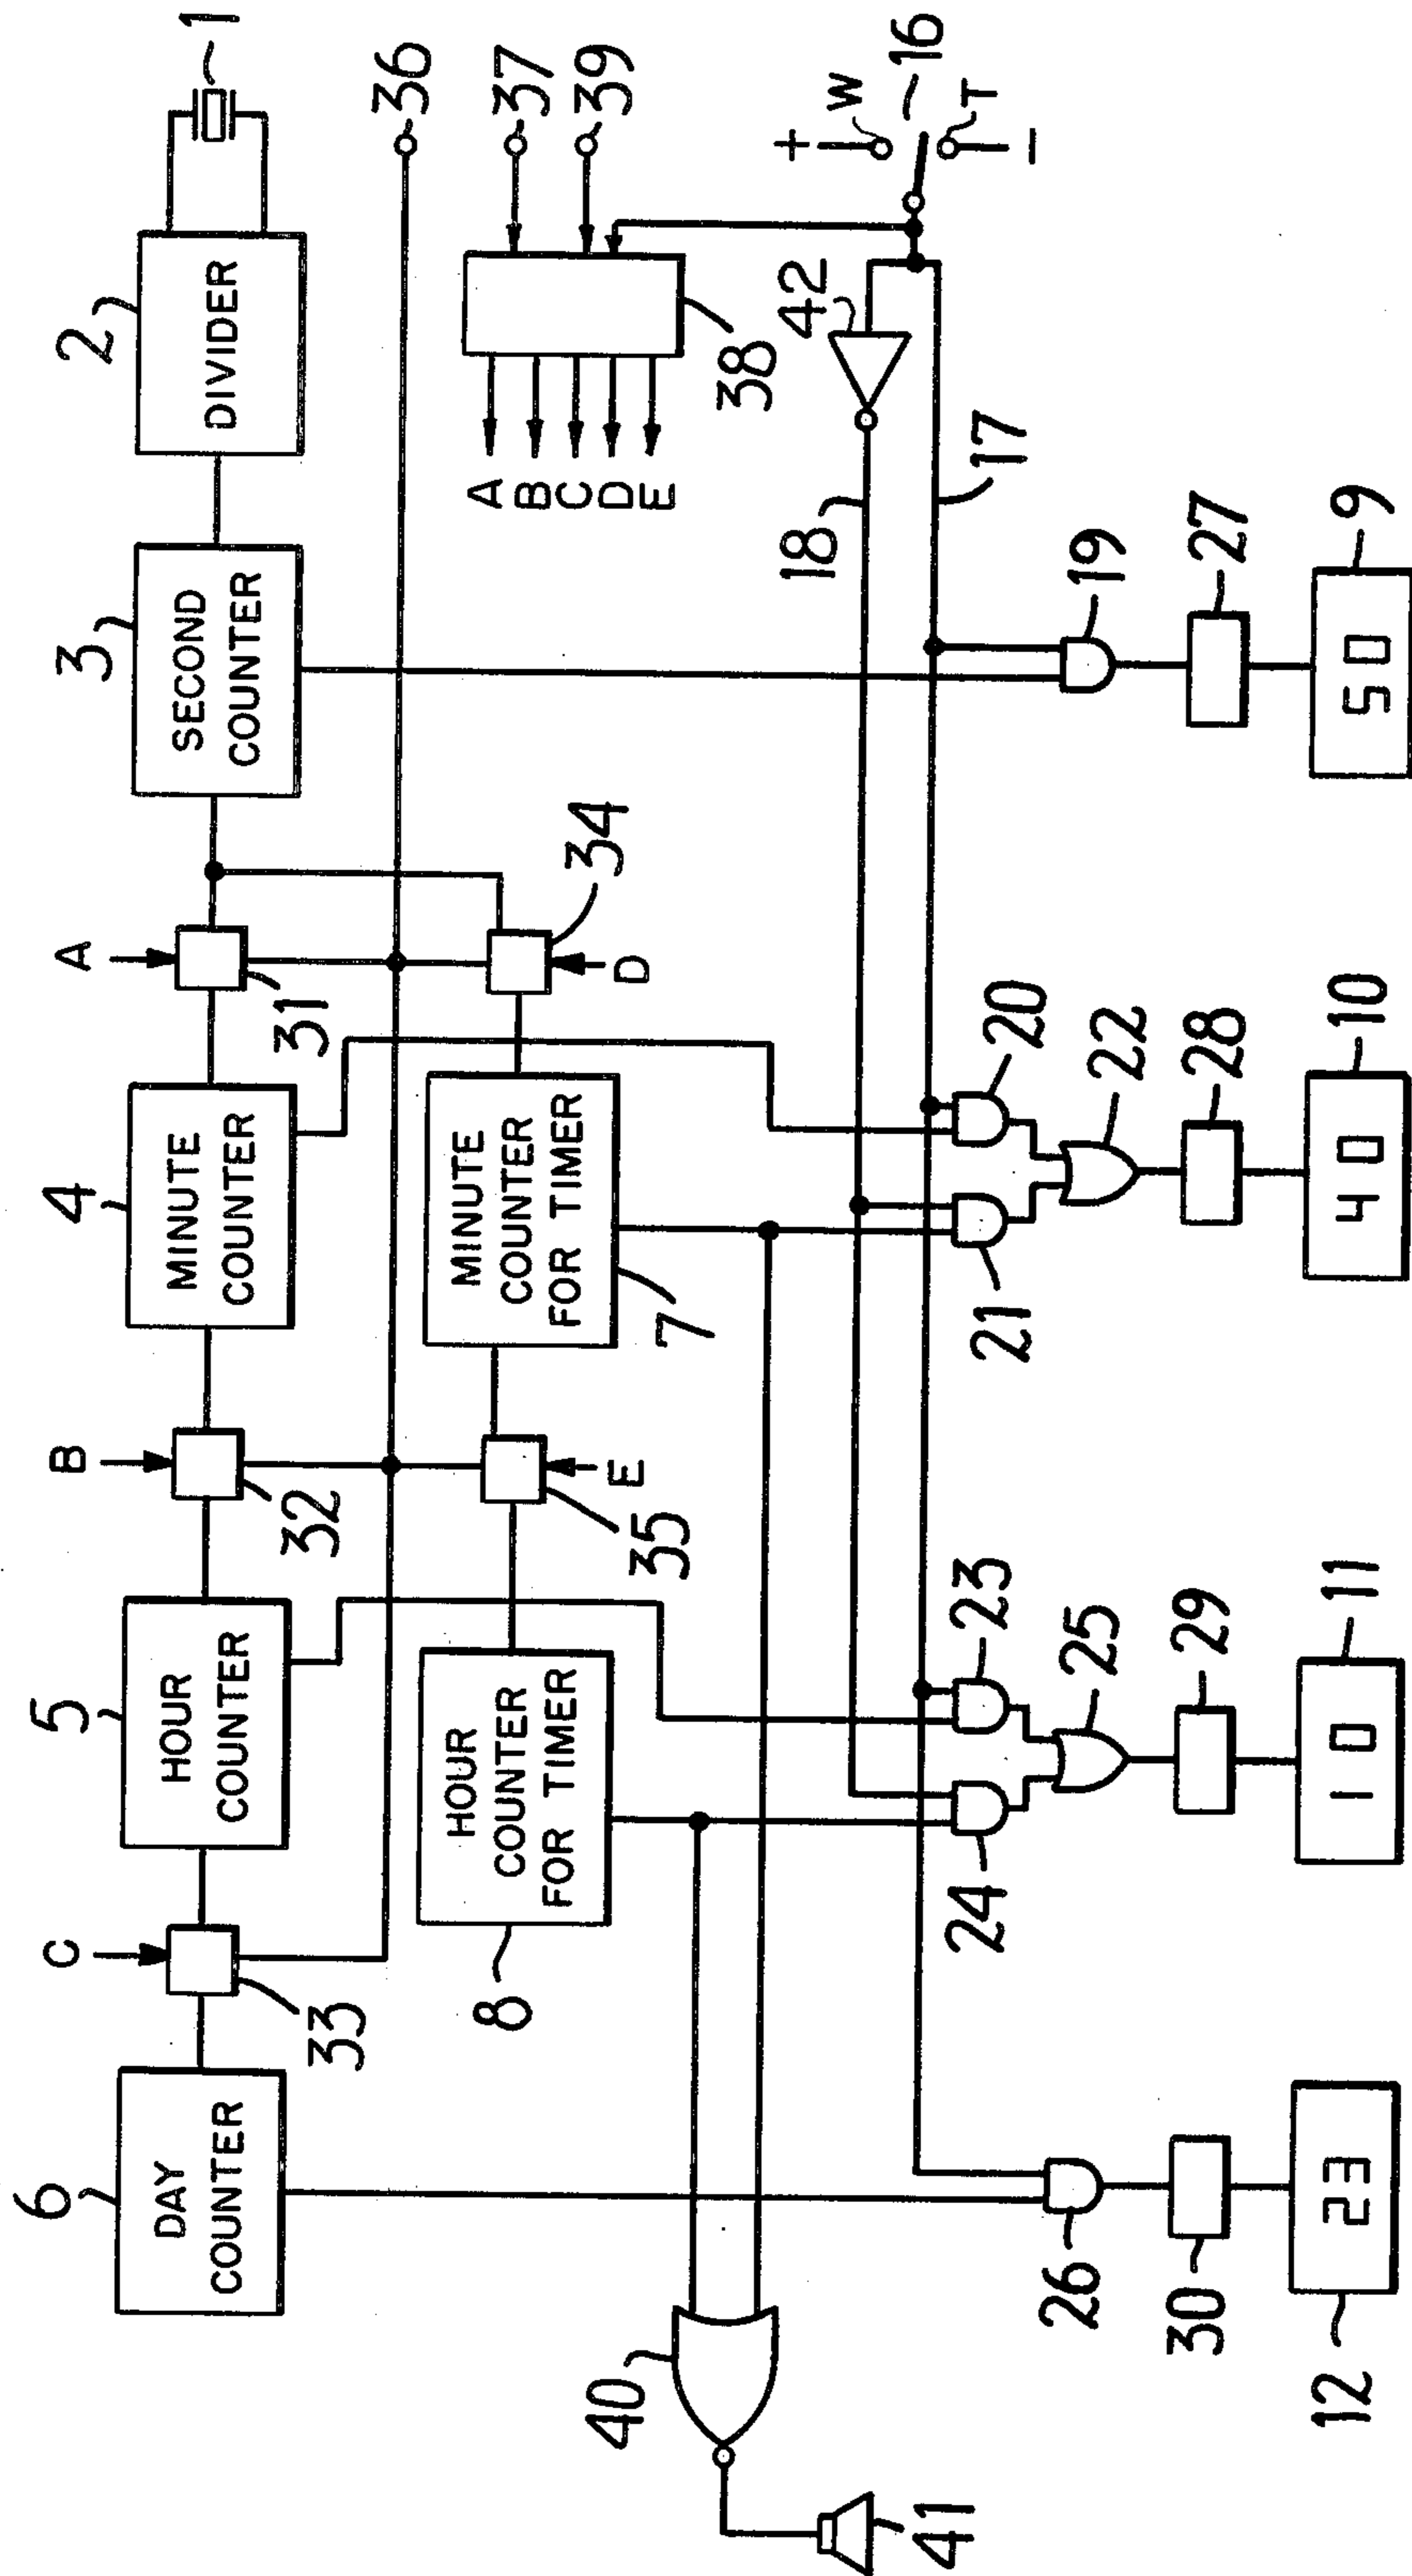 6
5
4
3
2
C
B
A
DAY
COUNTER
HOUR
COUNTER
MINUTE
COUNTER
SECOND
COUNTER
DIVIDER
1
33
32
31
36
8
HOUR
COUNTER
FOR TIMER
MINUTE
COUNTER
FOR TIMER
7
A
B
C
D
E
37
39
38
E
35
D
34
40
18
42
+
W
16
T
−
41
24
23
21
20
17
26
25
22
19
30
29
28
27
12
23
10
11
40
10
50
9